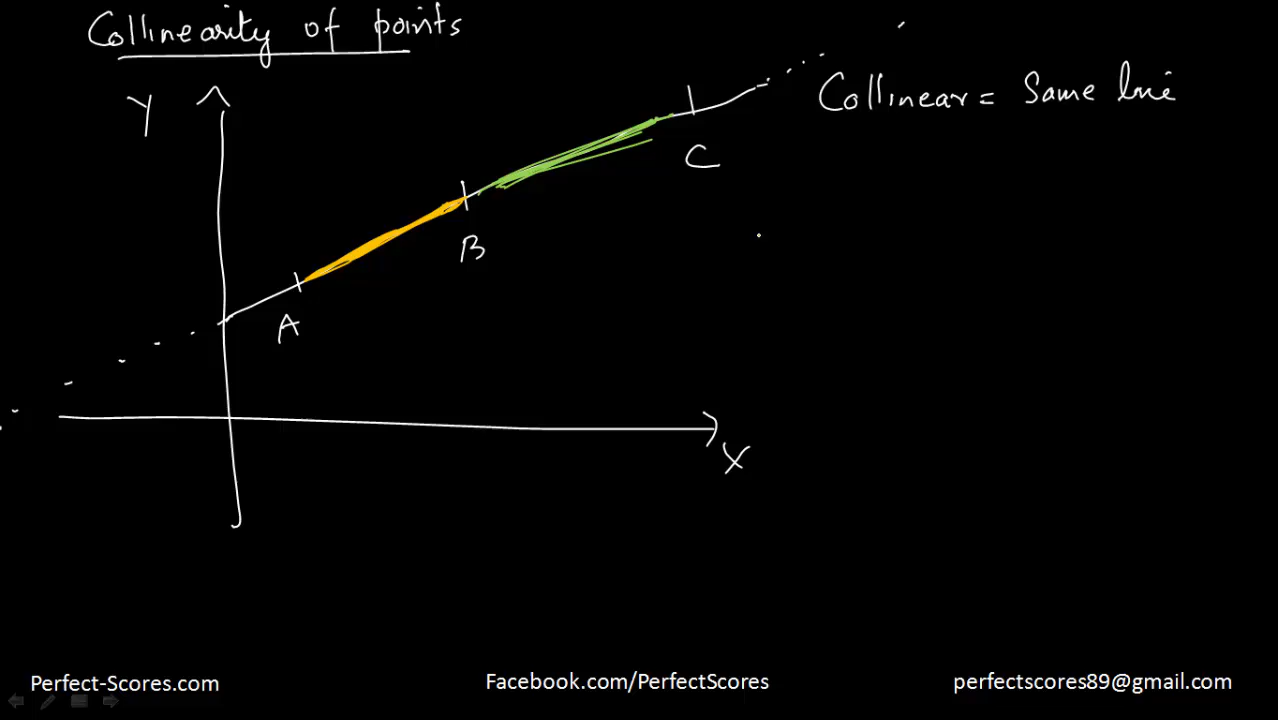 Collinearity of points
Y
Collinear = Same line
C
B
A
X
Perfect-Scores.com
Facebook.com/PerfectScores
perfectscores89@gmail.com